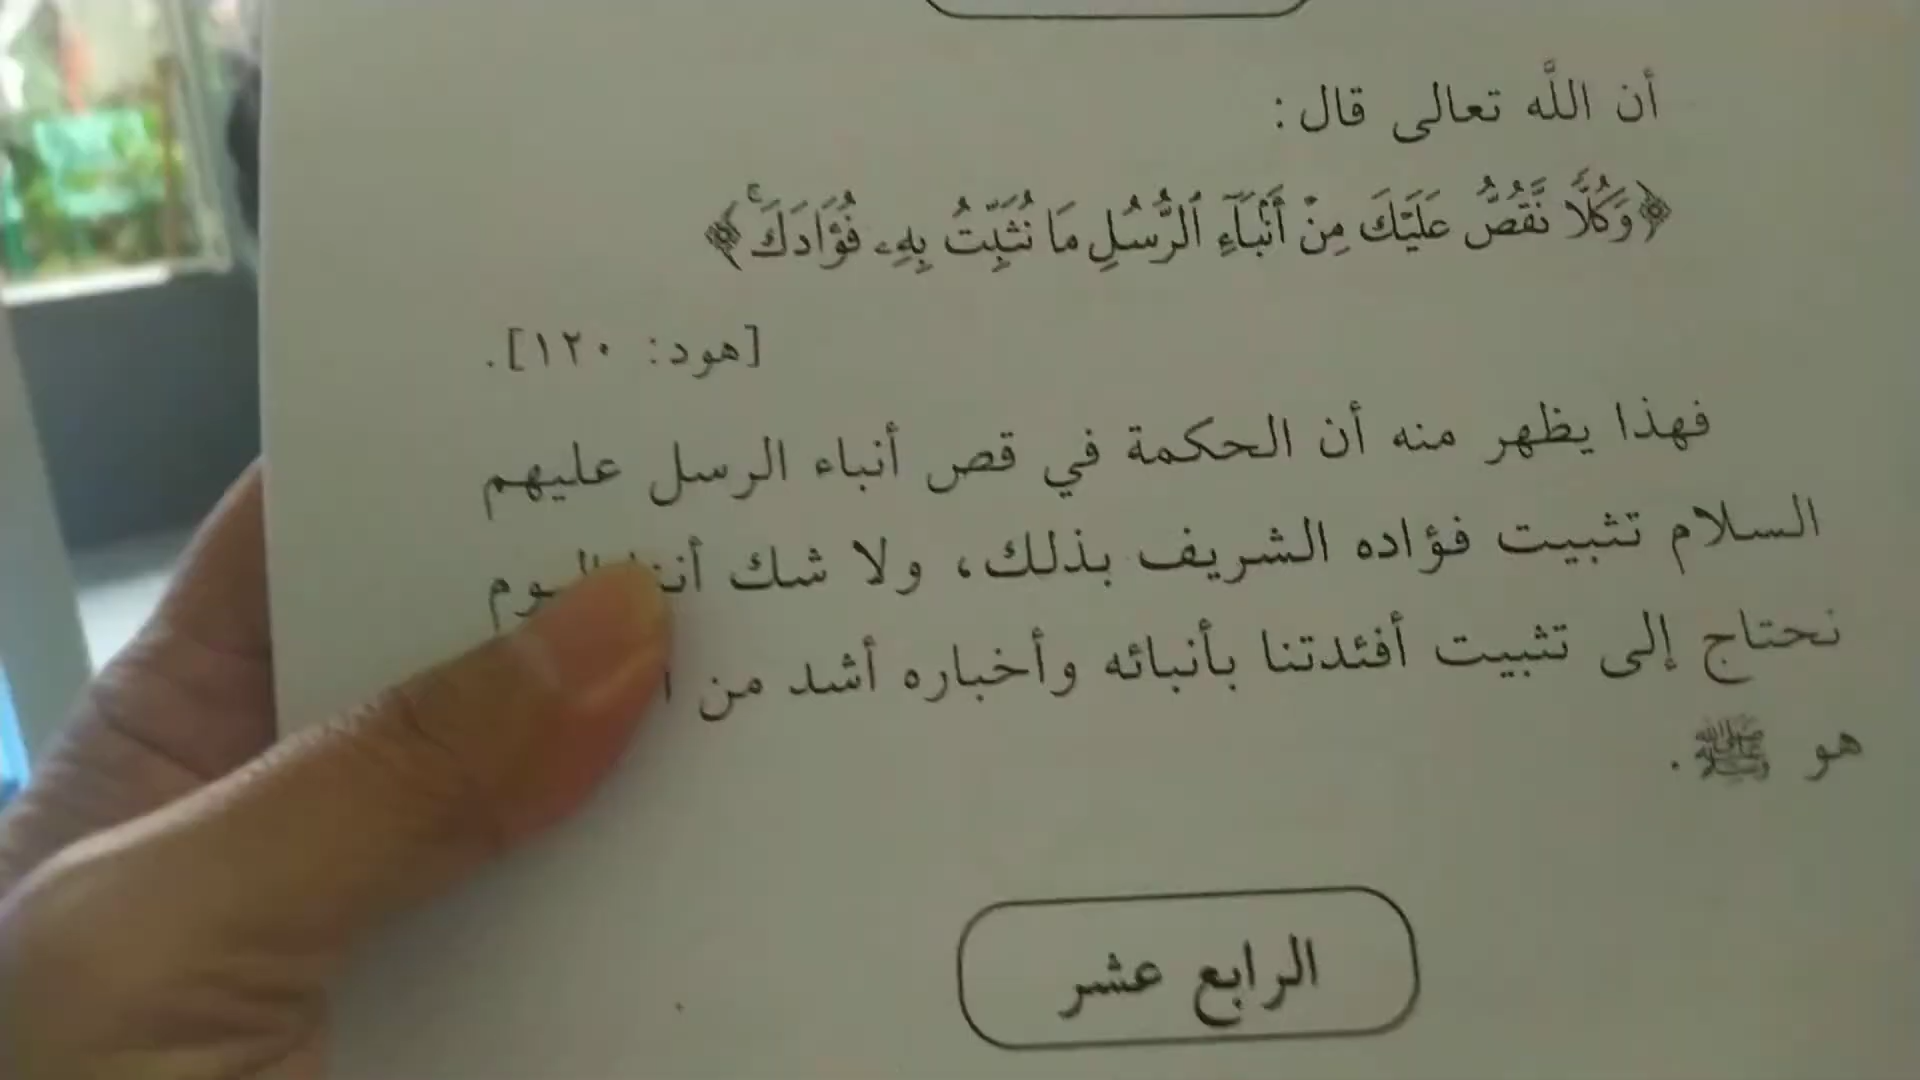 أن اللَّه تعالى قال:
﴿وَكُلًّا نَّقُصُّ عَلَيْكَ مِنْ أَنۢبَآءِ ٱلرُّسُلِ مَا نُثَبِّتُ بِهِۦ فُؤَادَكَۚ﴾
[هود: ١٢٠].
فهذا يظهر منه أن الحكمة في قص أنباء الرسل عليهم
السلام تثبيت فؤاده الشريف بذلك، ولا شك
نحتاج إلى تثبيت أفئدتنا بأنبائه وأخباره أشد من
هو ﷺ.
الرابع عشر